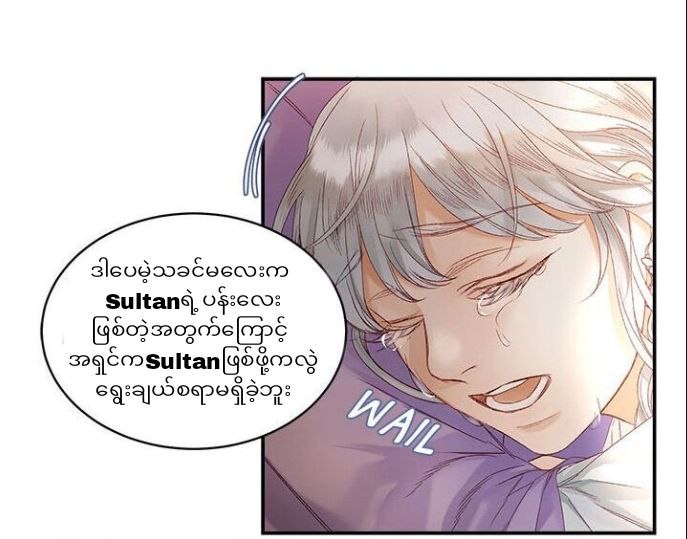 ဒါပေမဲ့သခင်မလေးက
Sultanရဲ့ ပန်းလေး
ဖြစ်တဲ့အတွက်ကြောင့်
အရှင်ကSultanဖြစ်ဖို့ကလွဲ
ရွေးချယ်စရာမရှိခဲ့ဘူး
WAIL